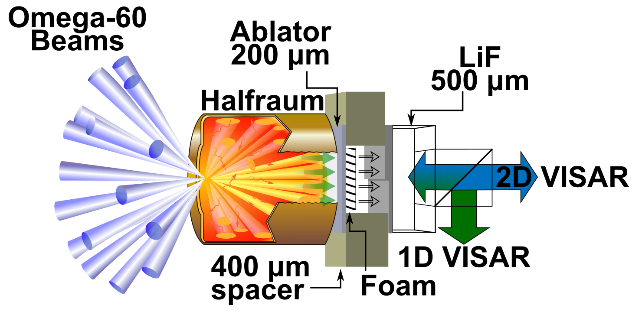 Omega-60
Beams
Ablator
200 µm
LiF
500 µm
Halfraum
2D VISAR
1D VISAR
400 µm
spacer
Foam